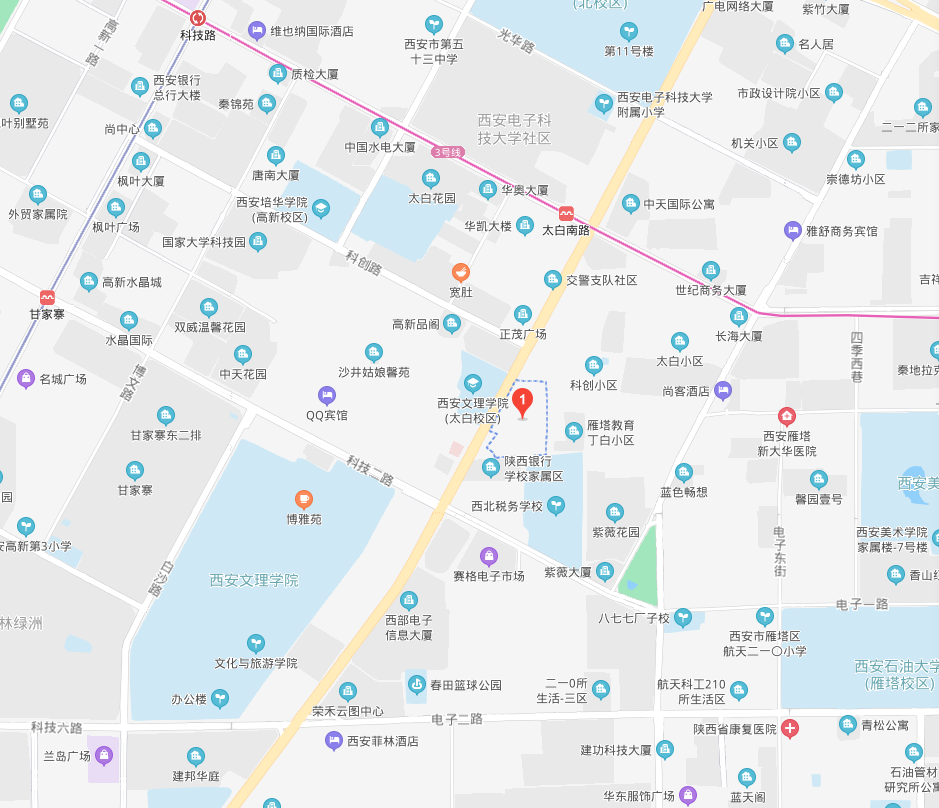 (北校区)
广电网络大厦
紫竹大厦
科技路
维也纳国际酒店
西安市第五
十三中学
光华路
第11号楼
名人居
高新一路
质检大厦
西安银行
总行大楼
秦锦苑
西安电子科技大学
附属小学
市政设计院小区
叶别墅苑
尚中心
中国水电大厦
西安电子科
技大学社区
二一二所家
机关小区
3号线
枫叶大厦
唐南大厦
崇德坊小区
外贸家属院
枫叶广场
西安培华学院
(高新校区)
太白花园
华奥大厦
中天国际公寓
华凯大楼
太白南路
雅舒商务宾馆
国家大学科技园
科创路
高新水晶城
宽肚
交警支队社区
世纪商务大厦
吉祥
甘家寨
双威温馨花园
水晶国际
高新品阁
正茂广场
长海大厦
太白小区
四季西巷
秦地拉克
中天花园
沙井姑娘馨苑
科创小区
名城广场
博文路
QQ宾馆
西安文理学院
(太白校区)
1
尚客酒店
甘家寨东二排
雁塔教育
丁白小区
西安雁塔
新大华医院
甘家寨
科技二路
陕西银行
学校家属区
蓝色畅想
馨园壹号
西安美
园
博雅苑
西北税务学校
紫薇花园
西安美术学院
家属楼-7号楼
安高新第3小学
电子东街
赛格电子市场
紫薇大厦
香山红
白沙路
西安文理学院
西部电子
信息大厦
八七七厂子校
电子一路
林绿洲
西安市雁塔区
航天二一〇小学
文化与旅游学院
西安石油大学
(雁塔校区)
办公楼
荣禾云图中心
春田篮球公园
二一0所
生活-三区
航天科工210
所生活区
科技六路
电子二路
陕西省康复医院
青松公寓
兰岛广场
西安菲林酒店
建功科技大厦
建邦华庭
石油管材
研究所公寓
华东服饰广场
蓝天阁